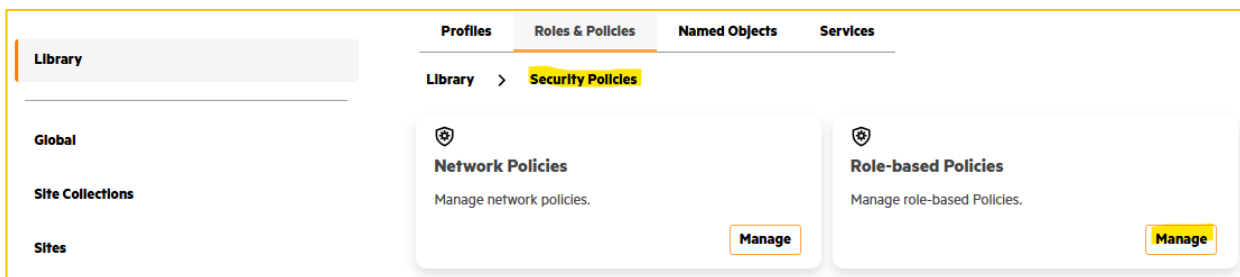 Profiles Roles & Policies Named Objects Services
Library
Library > Security Policies
Global
Site Collections
Sites
Network Policies
Manage network policies.
Manage
Role-based Policies
Manage role-based Policies.
Manage